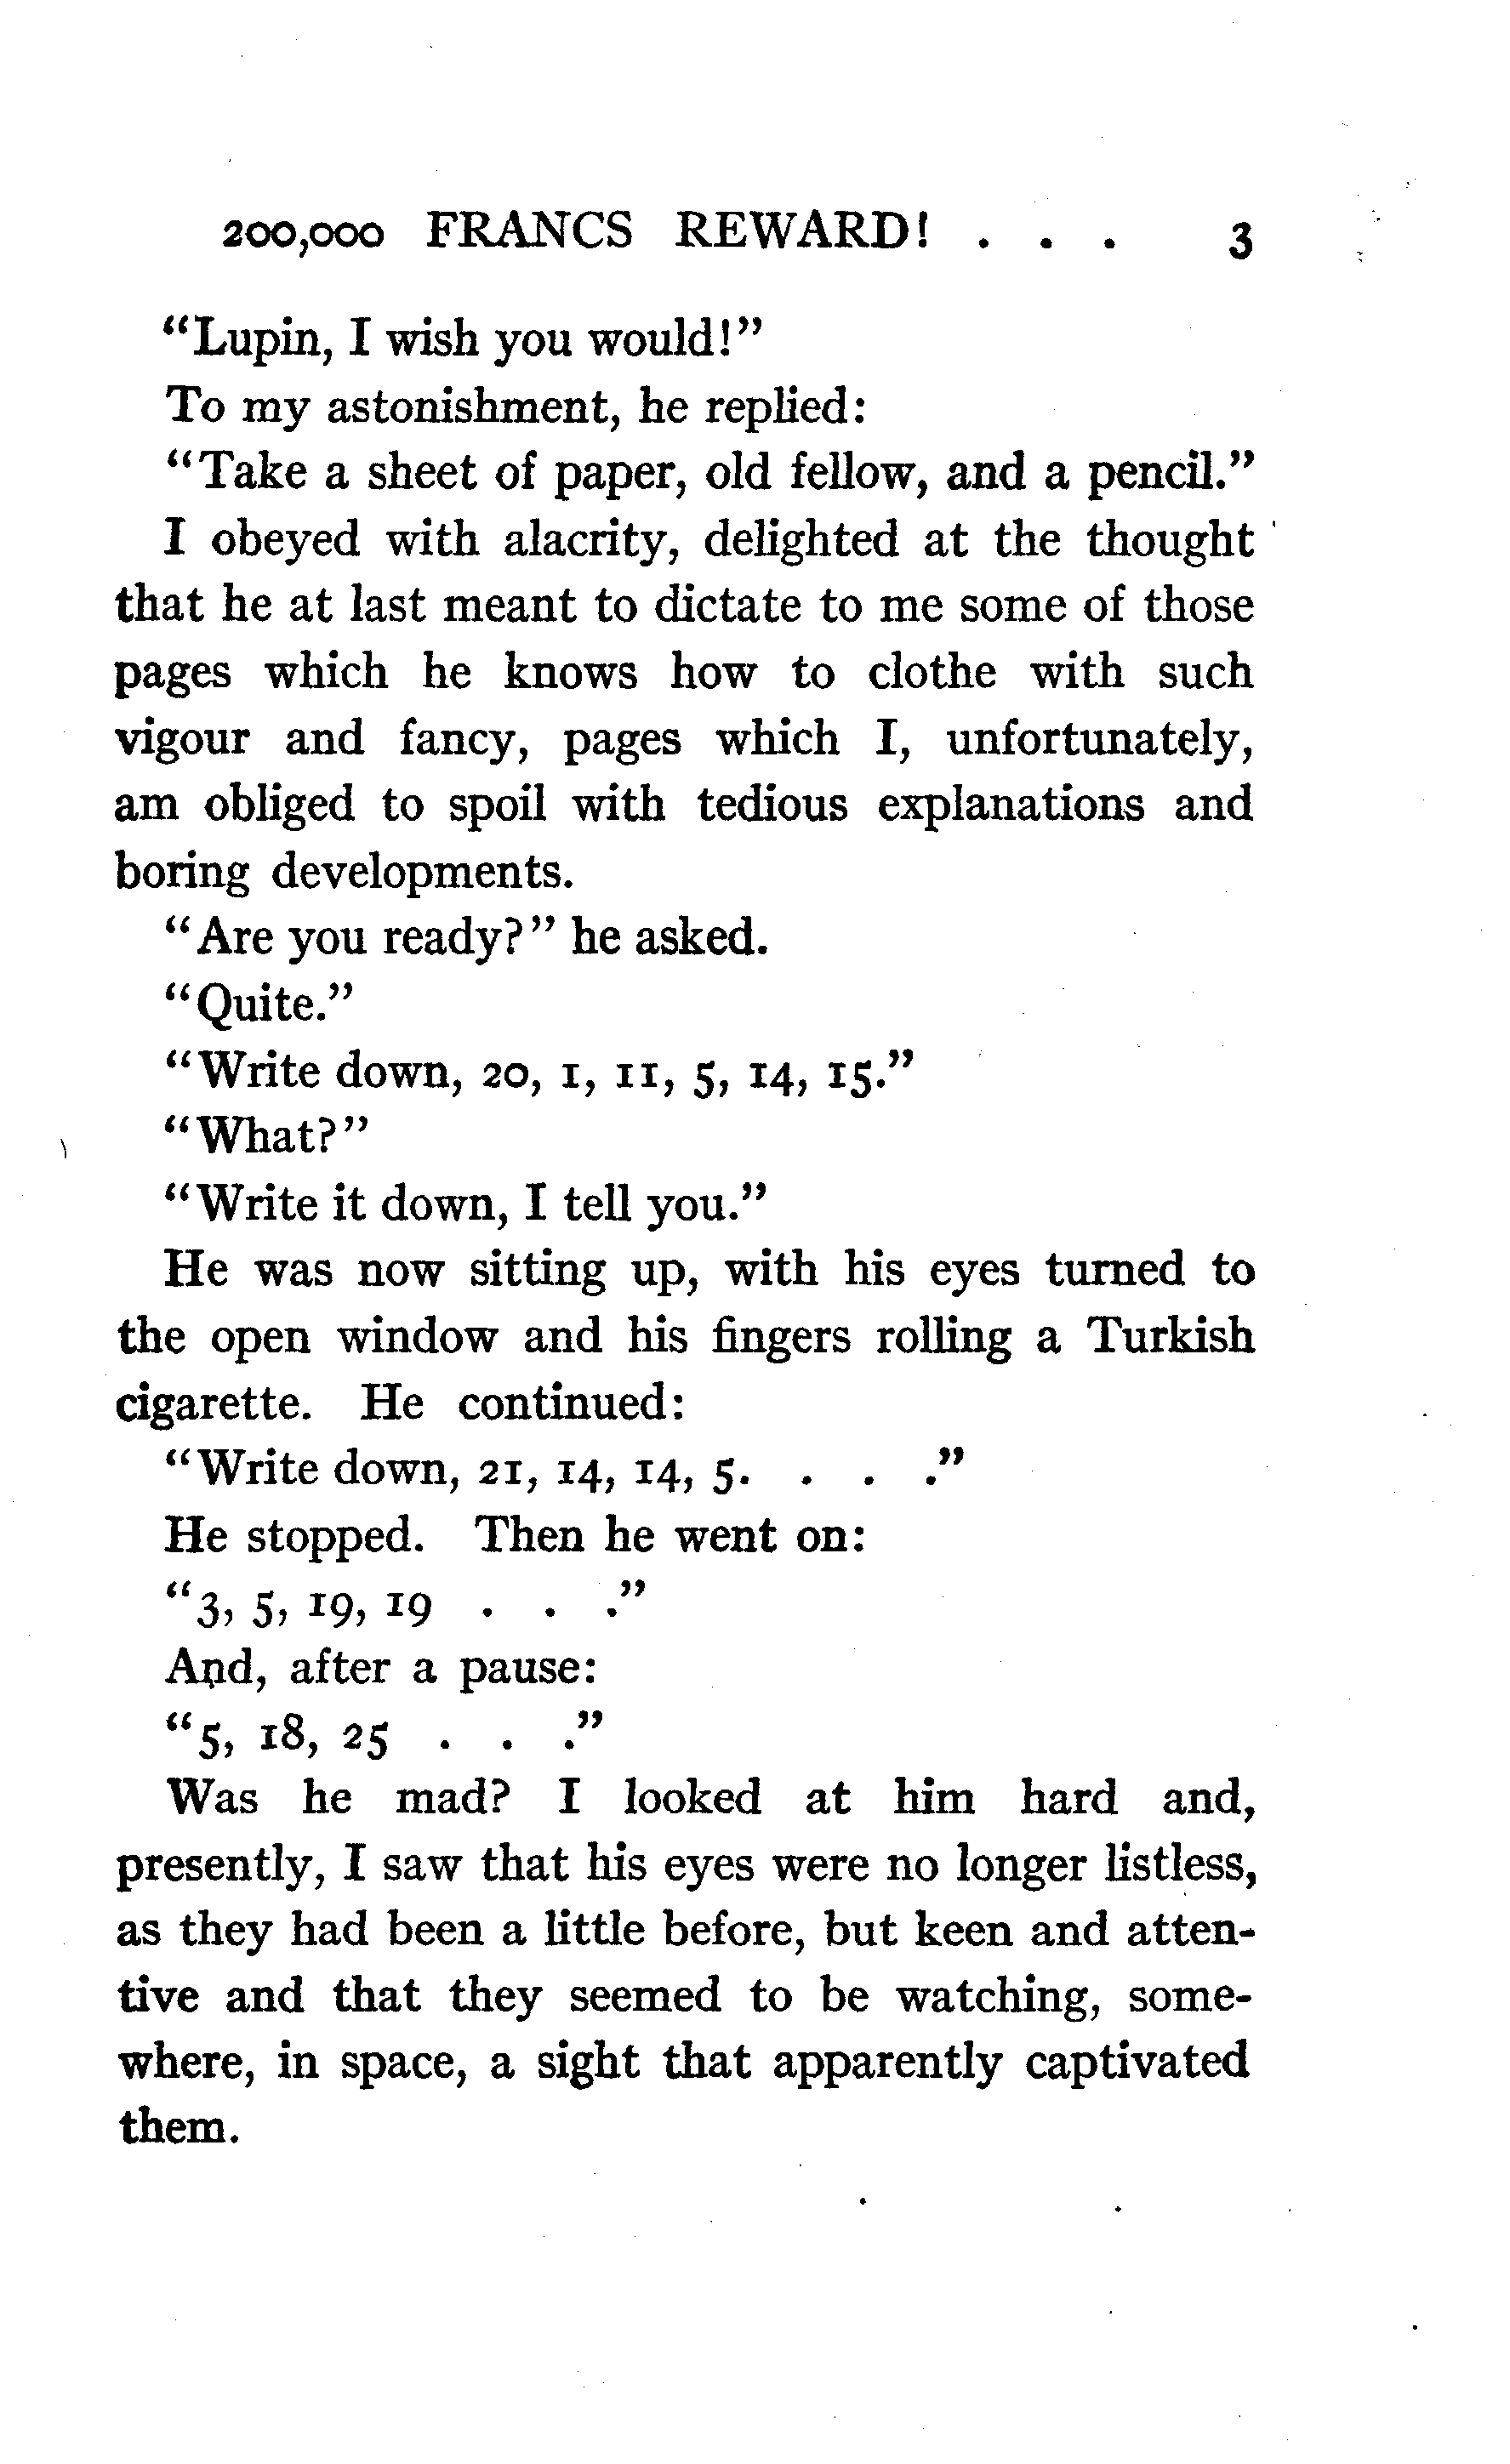 200,000 FRANCS REWARD! . . . 3
"Lupin, I wish you would!"
To my astonishment, he replied:
"Take a sheet of paper, old fellow, and a pencil."
I obeyed with alacrity, delighted at the thought
that he at last meant to dictate to me some of those
pages which he knows how to clothe with such
vigour and fancy, pages which I, unfortunately,
am obliged to spoil with tedious explanations and
boring developments.
"Are you ready?" he asked.
"Quite."
"Write down, 20, 1, 11, 5, 14, 15."
"What?"
"Write it down, I tell you."
He was now sitting up, with his eyes turned to
the open window and his fingers rolling a Turkish
cigarette. He continued:
"Write down, 21, 14, 14, 5. . . ."
He stopped. Then he went on:
"3, 5, 19, 19 . . ."
And, after a pause:
"5, 18, 25 . . ."
Was he mad? I looked at him hard and,
presently, I saw that his eyes were no longer listless,
as they had been a little before, but keen and atten-
tive and that they seemed to be watching, some-
where, in space, a sight that apparently captivated
them.